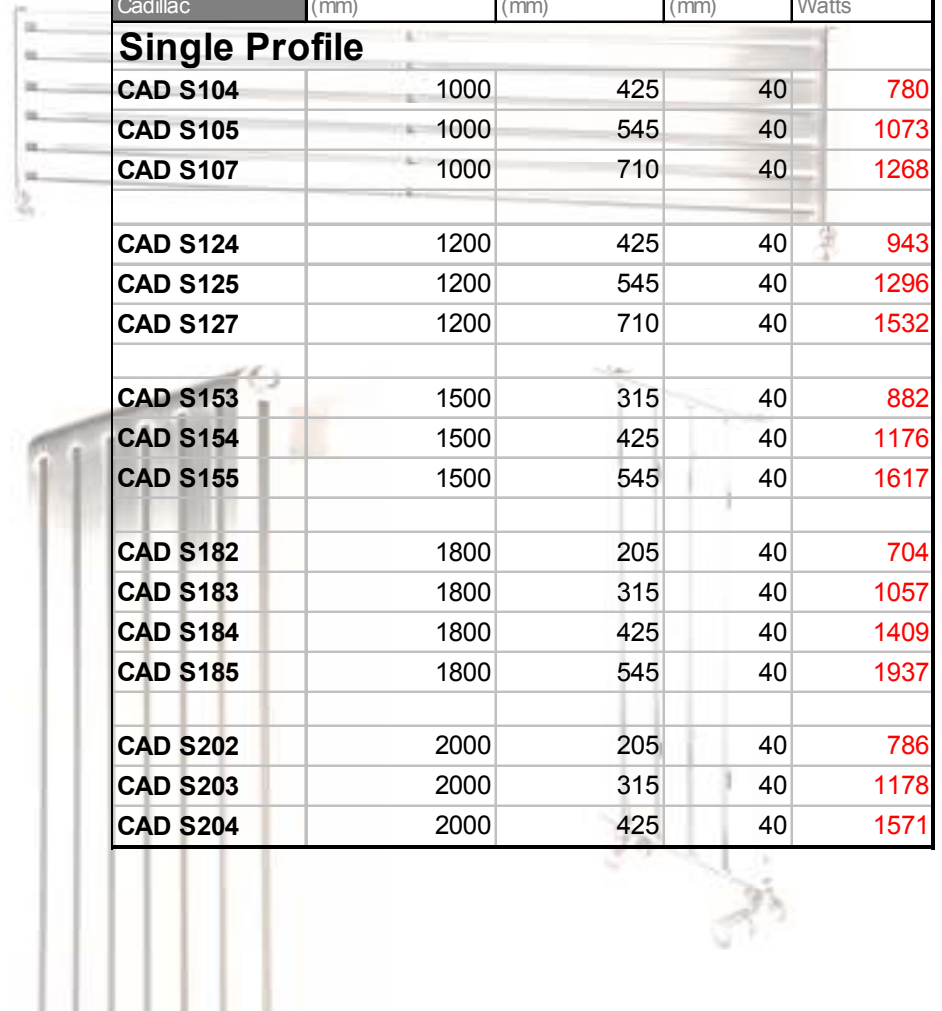 Cadillac (mm) (mm) (mm) Watts
Single Profile
CAD S104 1000 425 40 780
CAD S105 1000 545 40 1073
CAD S107 1000 710 40 1268
CAD S124 1200 425 40 943
CAD S125 1200 545 40 1296
CAD S127 1200 710 40 1532
CAD S153 1500 315 40 882
CAD S154 1500 425 40 1176
CAD S155 1500 545 40 1617
CAD S182 1800 205 40 704
CAD S183 1800 315 40 1057
CAD S184 1800 425 40 1409
CAD S185 1800 545 40 1937
CAD S202 2000 205 40 786
CAD S203 2000 315 40 1178
CAD S204 2000 425 40 1571